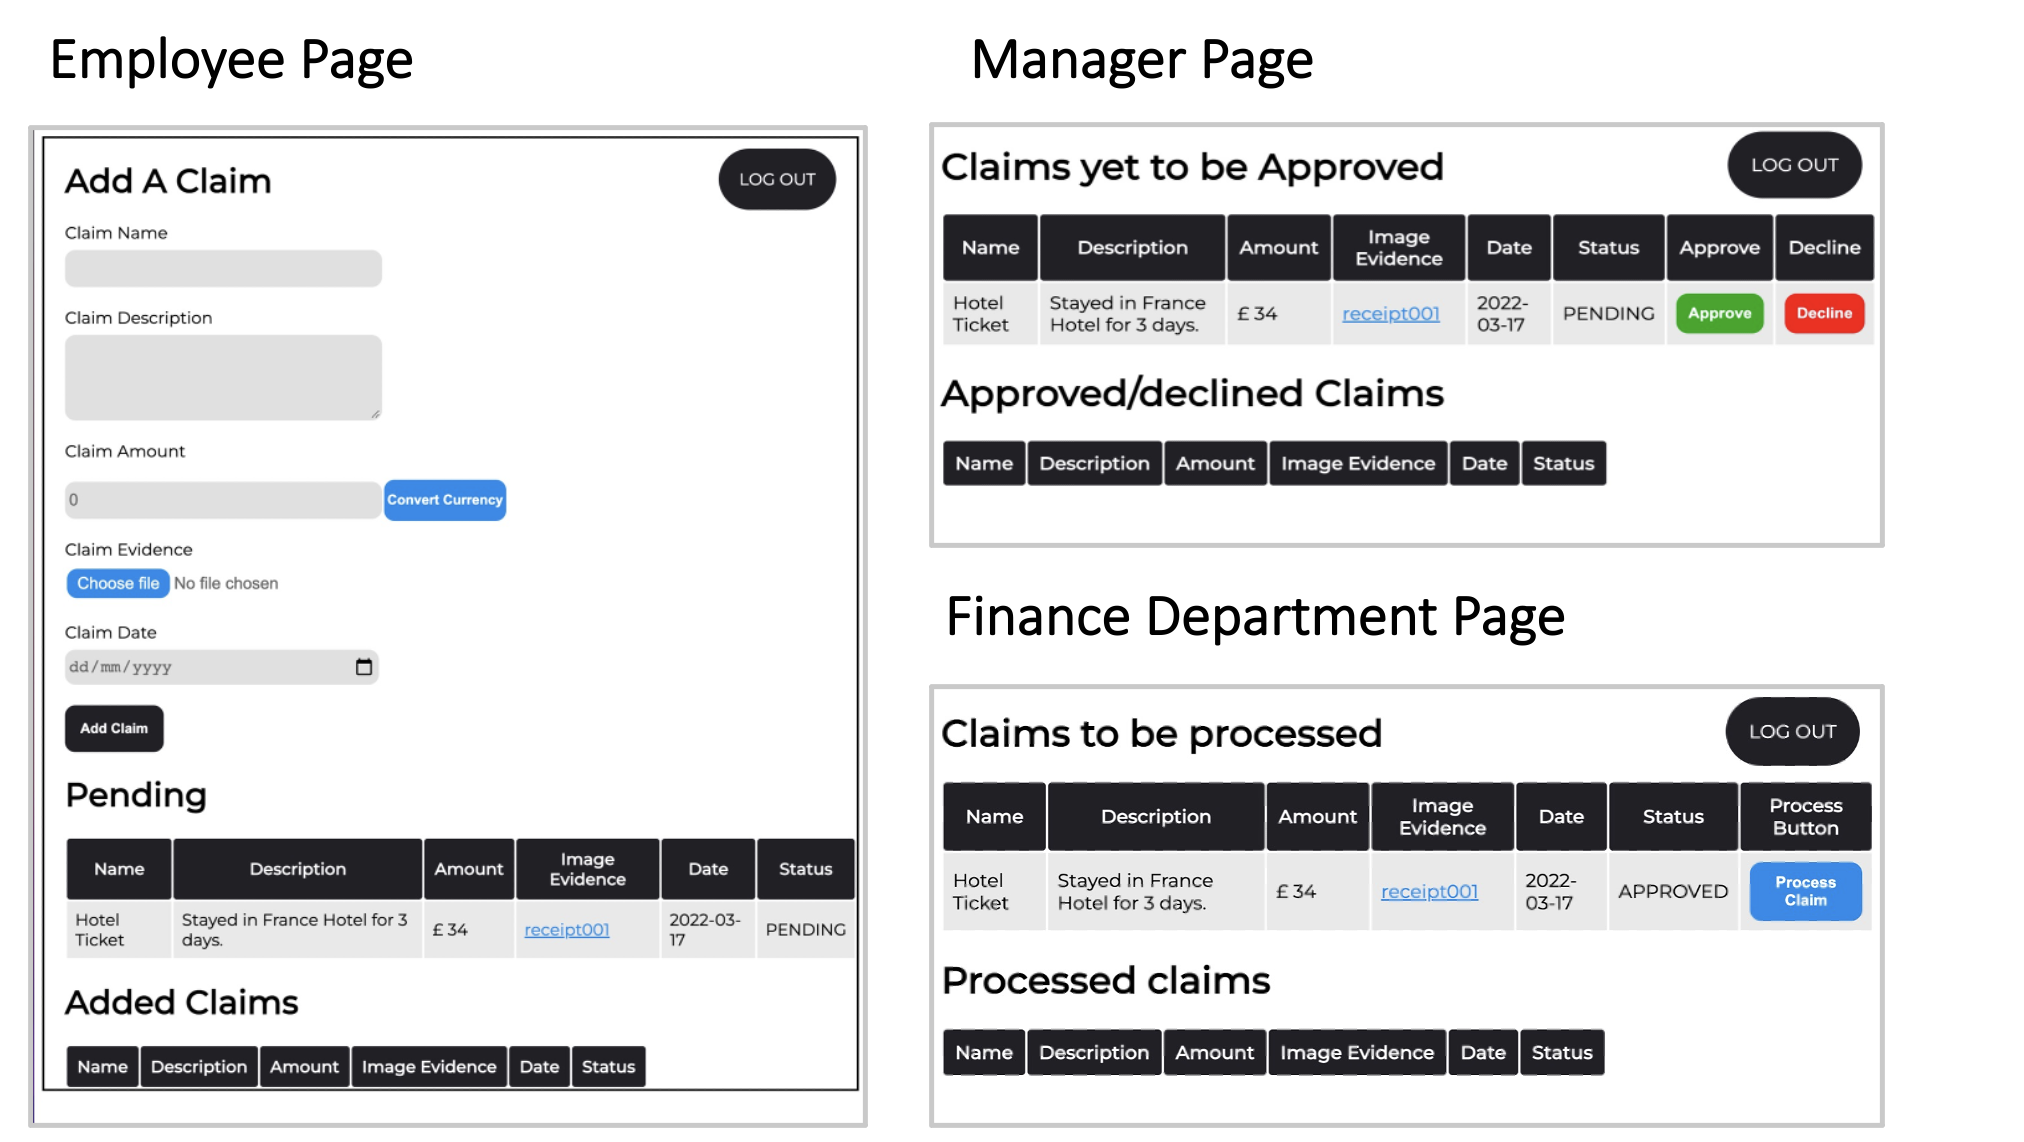 Employee Page
Add A Claim
LOG OUT
Claim Name
Claim Description
Claim Amount
0
Convert Currency
Claim Evidence
Choose file No file chosen
Claim Date
dd/mm/yyyy
Add Claim
Pending
Name Description Amount Image Evidence Date Status
Hotel Ticket Stayed in France Hotel for 3 days. £ 34 receipt001 2022-03-17 PENDING
Added Claims
Name Description Amount Image Evidence Date Status
Manager Page
Claims yet to be Approved
LOG OUT
Name Description Amount Image Evidence Date Status Approve Decline
Hotel Ticket Stayed in France Hotel for 3 days. £ 34 receipt001 2022-03-17 PENDING Approve Decline
Approved/declined Claims
Name Description Amount Image Evidence Date Status
Finance Department Page
Claims to be processed
LOG OUT
Name Description Amount Image Evidence Date Status Process Button
Hotel Ticket Stayed in France Hotel for 3 days. £ 34 receipt001 2022-03-17 APPROVED Process Claim
Processed claims
Name Description Amount Image Evidence Date Status